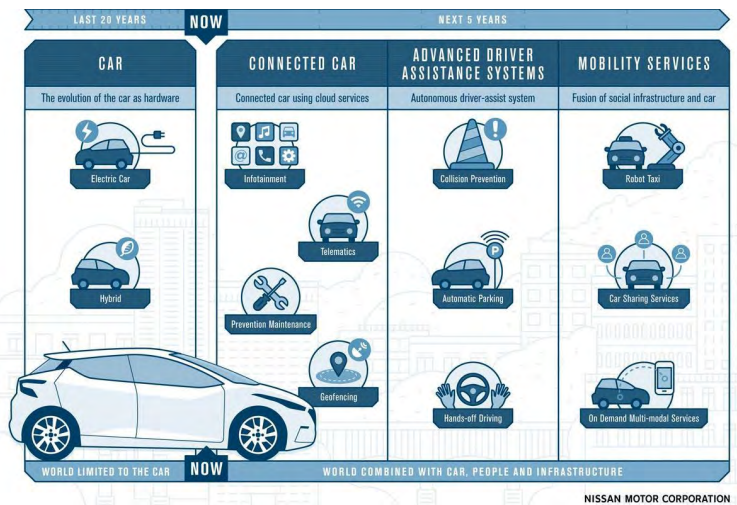 LAST 20 YEARS
NOW
NEXT 5 YEARS
CAR
The evolution of the car as hardware
Electric Car
Hybrid
CONNECTED CAR
Connected car using cloud services
@
Infotainment
Telematics
Prevention Maintenance
Geofencing
ADVANCED DRIVER
ASSISTANCE SYSTEMS
Autonomous driver-assist system
!
Collision Prevention
P
Automatic Parking
Hands-off Driving
MOBILITY SERVICES
Fusion of social infrastructure and car
Robot Taxi
Car Sharing Services
On Demand Multi-modal Services
WORLD LIMITED TO THE CAR
NOW
WORLD COMBINED WITH CAR, PEOPLE AND INFRASTRUCTURE
NISSAN MOTOR CORPORATION